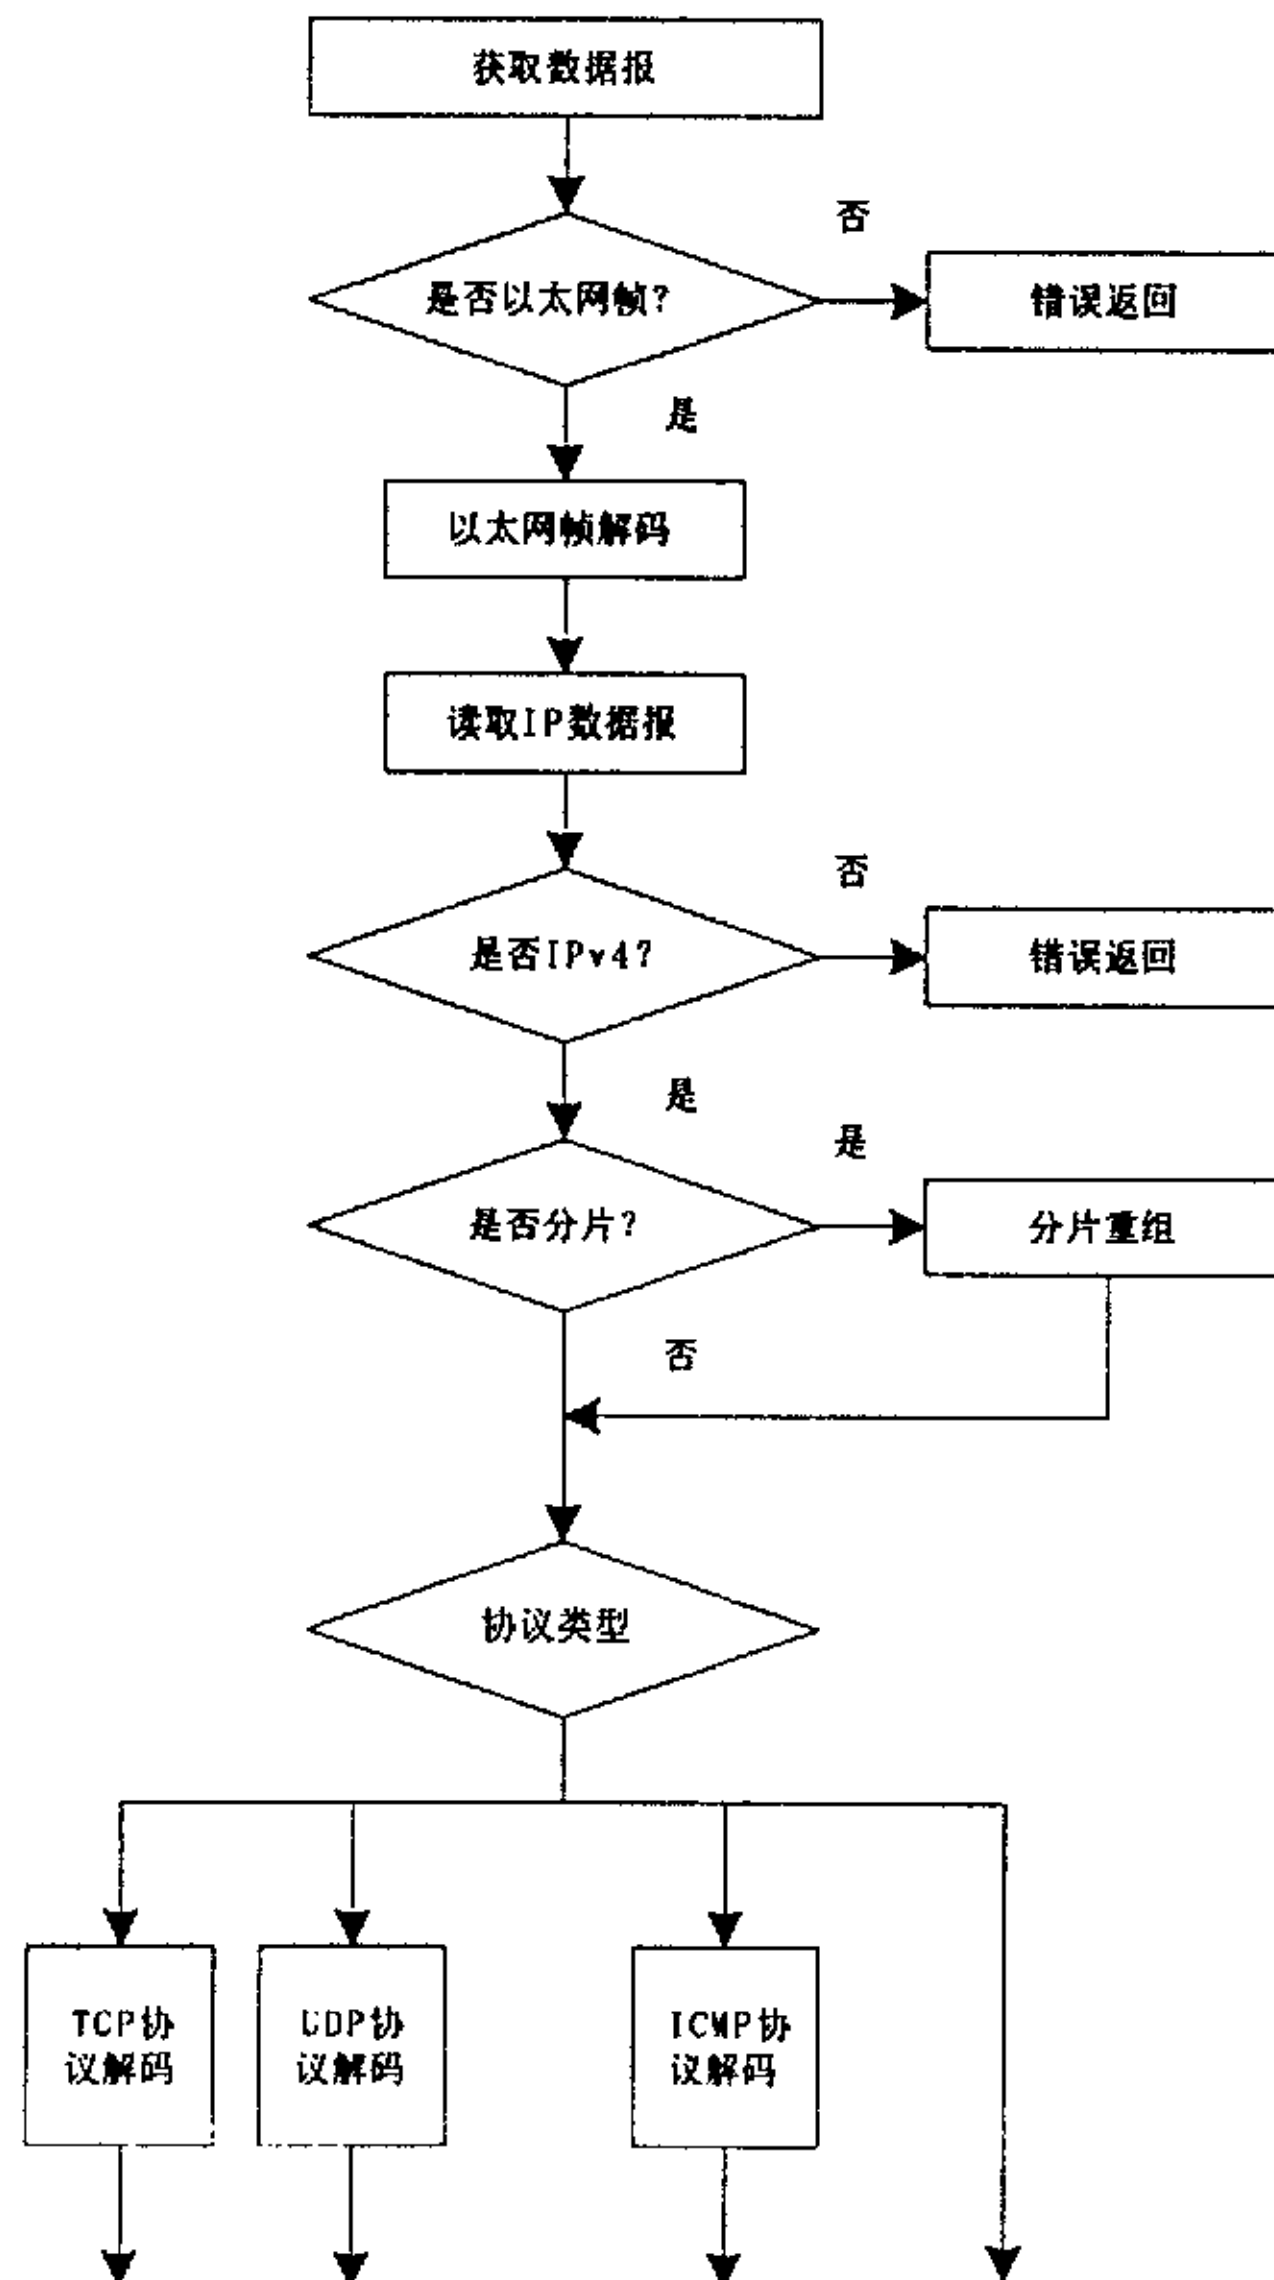 获取数据报
否
是否以太网帧?
错误返回
是
以太网帧解码
读取IP数据报
否
是否IPv4?
错误返回
是
是
是否分片?
分片重组
否
协议类型
TCP协
议解码
UDP协
议解码
ICMP协
议解码